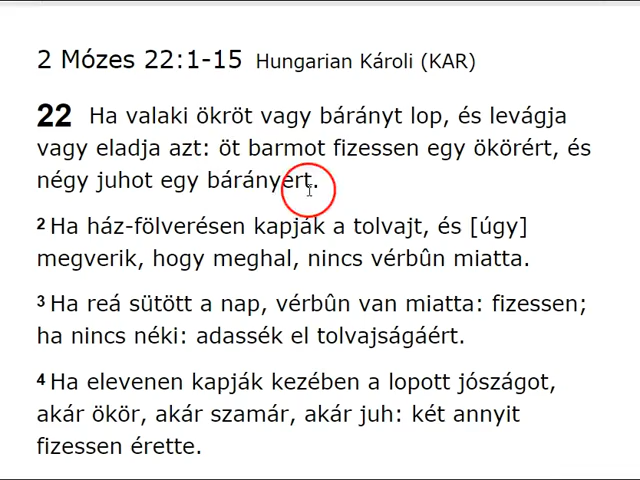 2 Mózes 22:1-15 Hungarian Károli (KAR)
22 Ha valaki ökröt vagy bárányt lop, és levágja
vagy eladja azt: öt barmot fizessen egy ökörért, és
négy juhot egy bárányért.
2 Ha ház-fölverésen kapják a tolvajt, és [úgy]
megverik, hogy meghal, nincs vérbûn miatta.
3 Ha reá sütött a nap, vérbûn van miatta: fizessen;
ha nincs néki: adassék el tolvajságáért.
4 Ha elevenen kapják kezében a lopott jószágot,
akár ökör, akár szamár, akár juh: két annyit
fizessen érette.